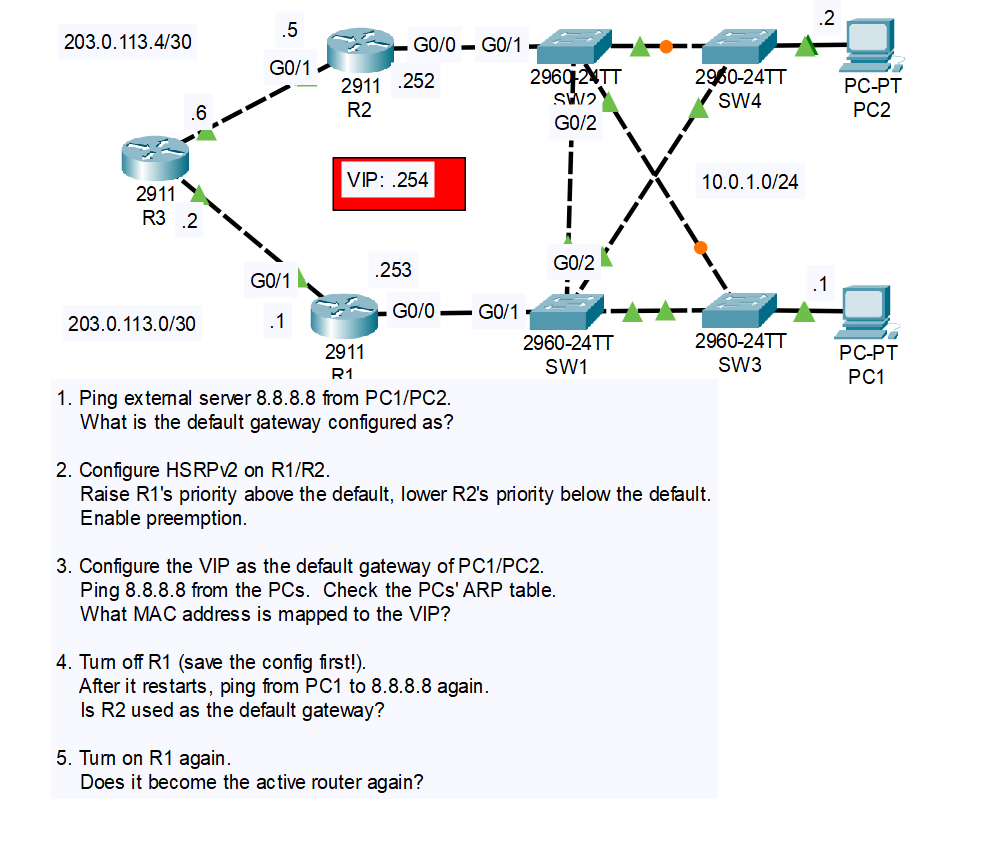 203.0.113.4/30
.5
G0/1
2911
R2
G0/0
.252
G0/1
2960-24TT
SW2
G0/2
2960-24TT
SW4
.2
PC-PT
PC2
.6
2911
R3
.2
VIP: .254
10.0.1.0/24
G0/2
203.0.113.0/30
G0/1
.1
.253
G0/0
2911
R1
G0/1
2960-24TT
SW1
2960-24TT
SW3
.1
PC-PT
PC1
1. Ping external server 8.8.8.8 from PC1/PC2.
What is the default gateway configured as?
2. Configure HSRPv2 on R1/R2.
Raise R1's priority above the default, lower R2's priority below the default.
Enable preemption.
3. Configure the VIP as the default gateway of PC1/PC2.
Ping 8.8.8.8 from the PCs. Check the PCs' ARP table.
What MAC address is mapped to the VIP?
4. Turn off R1 (save the config first!).
After it restarts, ping from PC1 to 8.8.8.8 again.
Is R2 used as the default gateway?
5. Turn on R1 again.
Does it become the active router again?